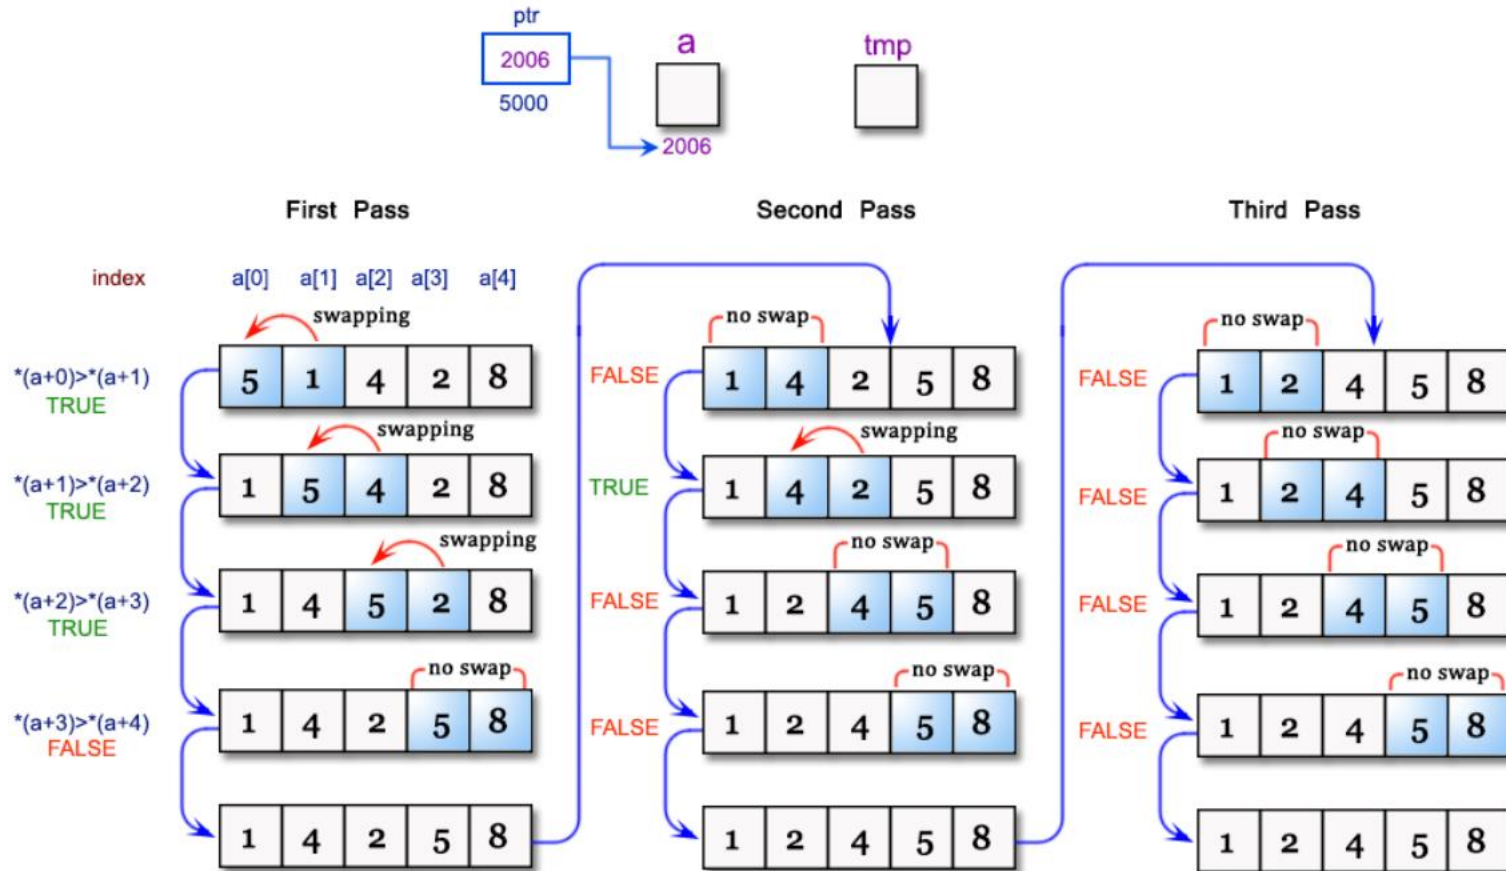 ptr
a
tmp
2006
5000
2006
First Pass
Second Pass
Third Pass
index
a[0] a[1] a[2] a[3] a[4]
swapping
no swap
no swap
*(a+0)>*(a+1)
TRUE
5 1 4 2 8
FALSE
1 4 2 5 8
FALSE
1 2 4 5 8
swapping
swapping
no swap
*(a+1)>*(a+2)
TRUE
1 5 4 2 8
TRUE
1 4 2 5 8
FALSE
1 2 4 5 8
swapping
no swap
no swap
*(a+2)>*(a+3)
TRUE
1 4 5 2 8
FALSE
1 2 4 5 8
FALSE
1 2 4 5 8
no swap
no swap
no swap
*(a+3)>*(a+4)
FALSE
1 4 2 5 8
FALSE
1 2 4 5 8
FALSE
1 2 4 5 8
1 4 2 5 8
1 2 4 5 8
1 2 4 5 8